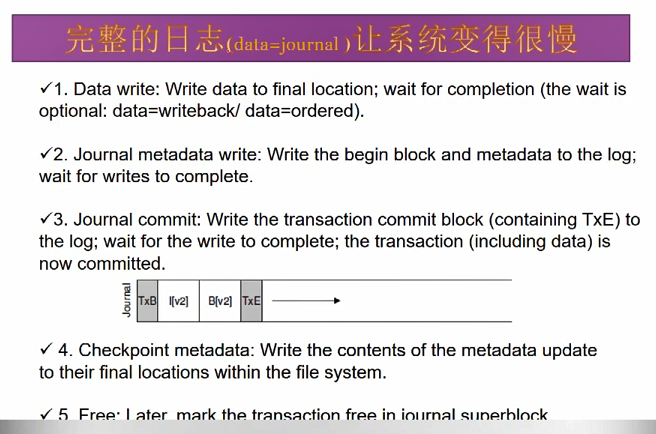 完整的日志(data=journal )让系统变得很慢
✓1. Data write: Write data to final location; wait for completion (the wait is
optional: data=writeback/ data=ordered).
✓2. Journal metadata write: Write the begin block and metadata to the log;
wait for writes to complete.
✓3. Journal commit: Write the transaction commit block (containing TxE) to
the log; wait for the write to complete; the transaction (including data) is
now committed.
Journal
TxB I[v2] B[v2] TxE
✓ 4. Checkpoint metadata: Write the contents of the metadata update
to their final locations within the file system.
✓ 5. Free: Later, mark the transaction free in journal superblock